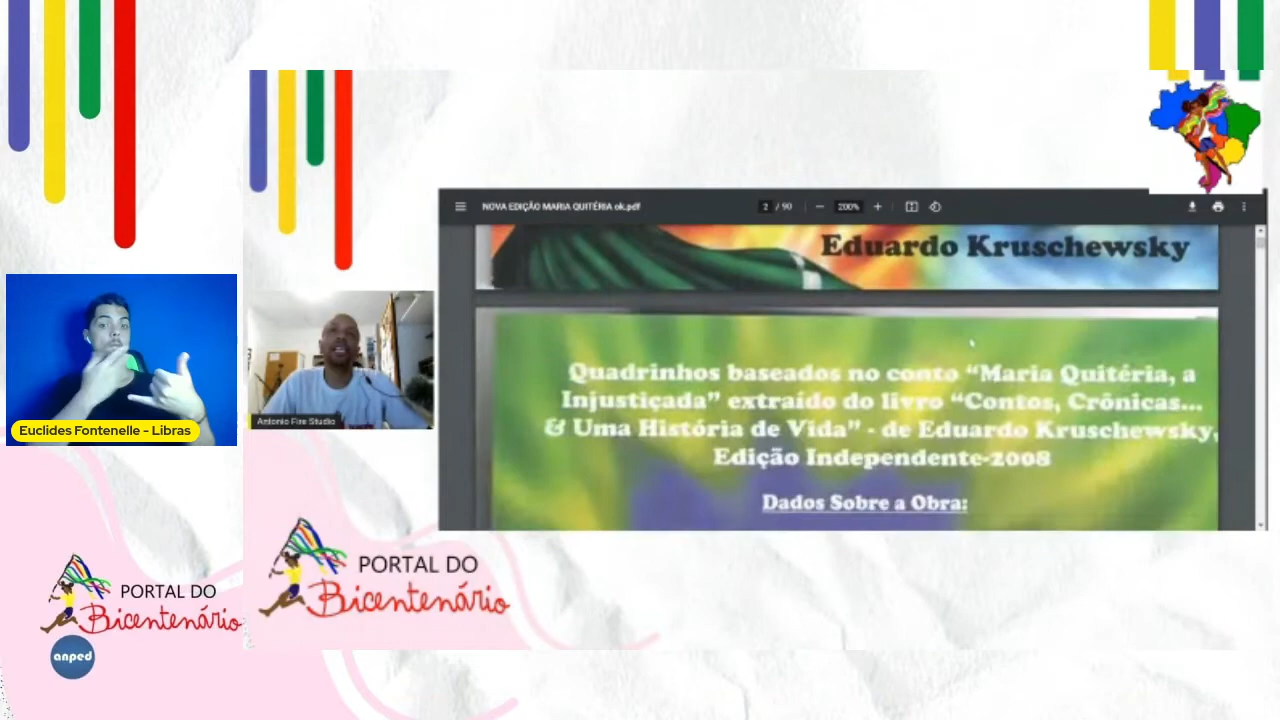 NOVA EDIÇÃO MARIA QUITÉRIA ok.pdf
2 / 90
200%
Eduardo Kruschewsky
Quadrinhos baseados no conto “Maria Quitéria, a
Injustiçada” extraído do livro “Contos, Crônicas...
& Uma História de Vida” - de Eduardo Kruschewsky,
Edição Independente-2008
Dados Sobre a Obra:
Euclides Fontenelle - Libras
Antonio Fire Studio
PORTAL DO
Bicentenário
PORTAL DO
Bicentenário
anped